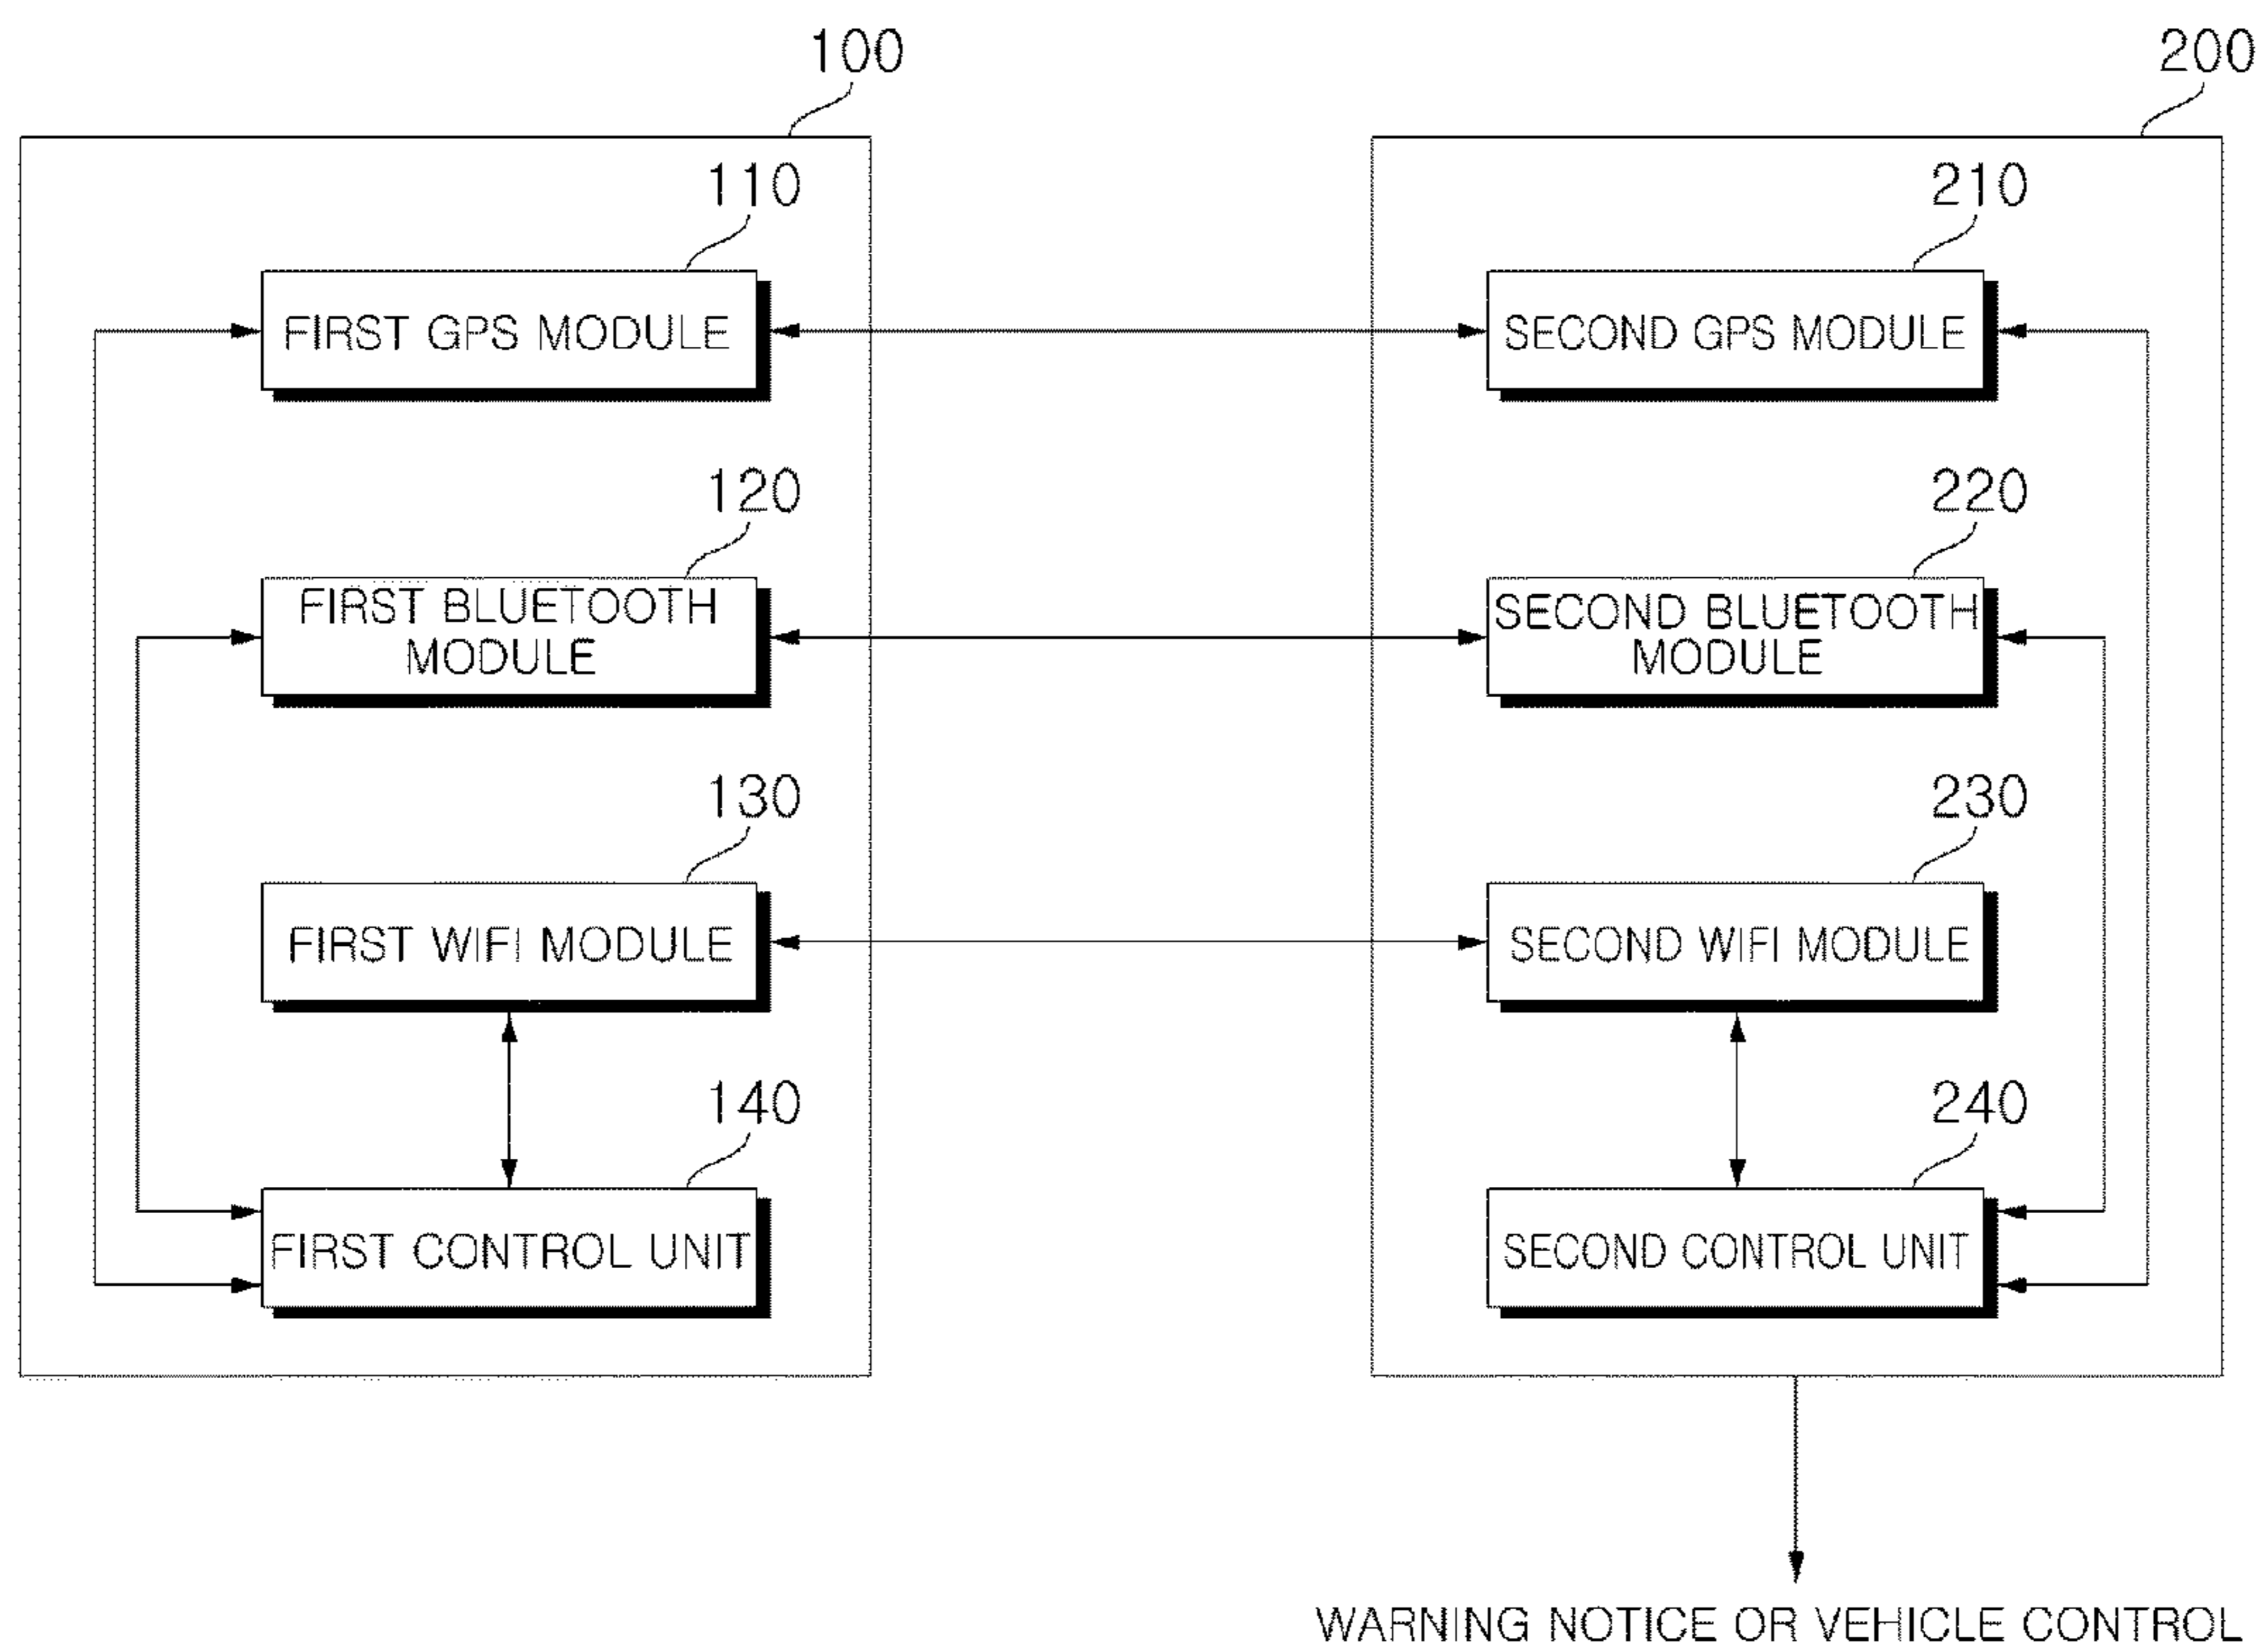 100
200
110
210
FIRST GPS MODULE
SECOND GPS MODULE
120
220
FIRST BLUETOOTH
MODULE
SECOND BLUETOOTH
MODULE
130
230
FIRST WIFI MODULE
SECOND WIFI MODULE
140
240
FIRST CONTROL UNIT
SECOND CONTROL UNIT
WARNING NOTICE OR VEHICLE CONTROL